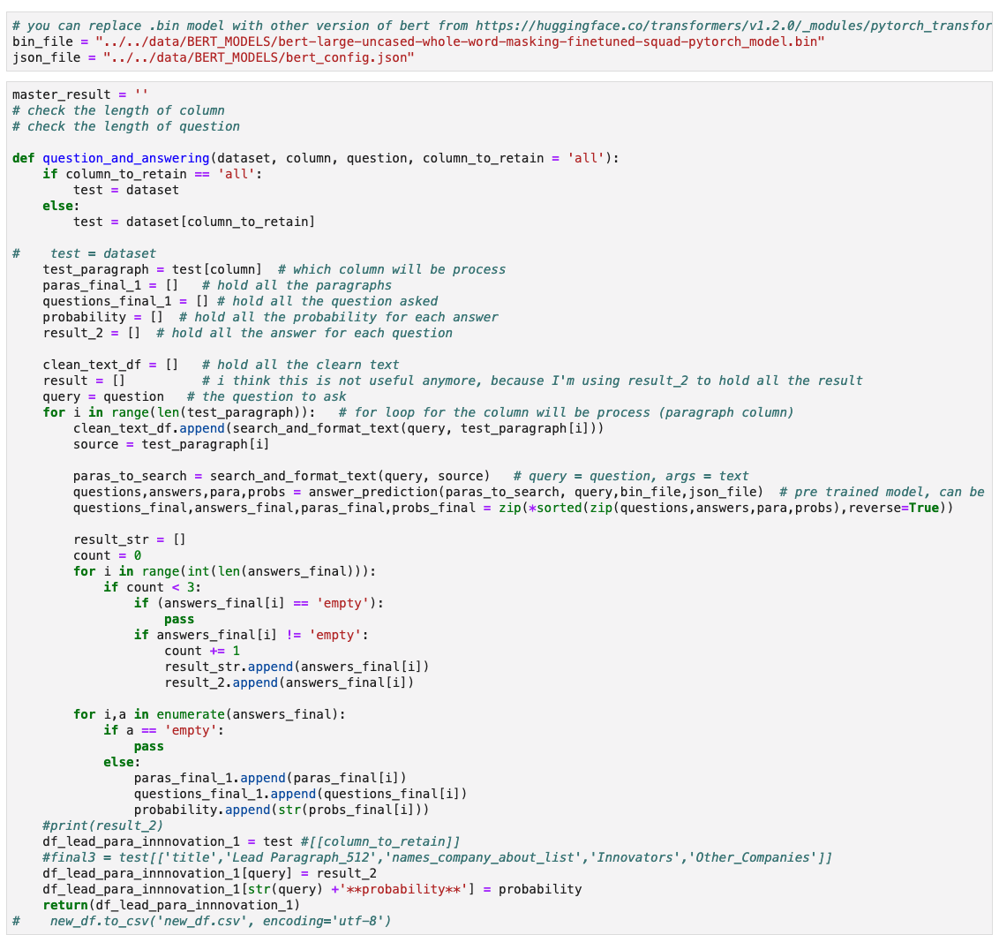 # you can replace .bin model with other version of bert from https://huggingface.co/transformers/v1.2.0/_modules/pytorch_transfor
bin_file = "../../data/BERT_MODELS/bert-large-uncased-whole-word-masking-finetuned-squad-pytorch_model.bin"
json_file = "../../data/BERT_MODELS/bert_config.json"
master_result = ''
# check the length of column
# check the length of question
def question_and_answering(dataset, column, question, column_to_retain = 'all'):
    if column_to_retain == 'all':
        test = dataset
    else:
        test = dataset[column_to_retain]
#    test = dataset
    test_paragraph = test[column]  # which column will be process
    paras_final_1 = []   # hold all the paragraphs
    questions_final_1 = [] # hold all the question asked
    probability = []  # hold all the probability for each answer
    result_2 = []  # hold all the answer for each question
    clean_text_df = []   # hold all the clearn text
    result = []          # i think this is not useful anymore, because I'm using result_2 to hold all the result
    query = question   # the question to ask
    for i in range(len(test_paragraph)):   # for loop for the column will be process (paragraph column)
        clean_text_df.append(search_and_format_text(query, test_paragraph[i]))
        source = test_paragraph[i]
        paras_to_search = search_and_format_text(query, source)   # query = question, args = text
        questions,answers,para,probs = answer_prediction(paras_to_search, query,bin_file,json_file)  # pre trained model, can be
        questions_final,answers_final,paras_final,probs_final = zip(*sorted(zip(questions,answers,para,probs),reverse=True))
        result_str = []
        count = 0
        for i in range(int(len(answers_final))):
            if count < 3:
                if (answers_final[i] == 'empty'):
                    pass
                if answers_final[i] != 'empty':
                    count += 1
                    result_str.append(answers_final[i])
                    result_2.append(answers_final[i])
        for i,a in enumerate(answers_final):
            if a == 'empty':
                pass
            else:
                paras_final_1.append(paras_final[i])
                questions_final_1.append(questions_final[i])
                probability.append(str(probs_final[i]))
    #print(result_2)
    df_lead_para_innnovation_1 = test #[[column_to_retain]]
    #final3 = test[['title','Lead Paragraph_512','names_company_about_list','Innovators','Other_Companies']]
    df_lead_para_innnovation_1[query] = result_2
    df_lead_para_innnovation_1[str(query) +'**probability**'] = probability
    return(df_lead_para_innnovation_1)
#    new_df.to_csv('new_df.csv', encoding='utf-8')